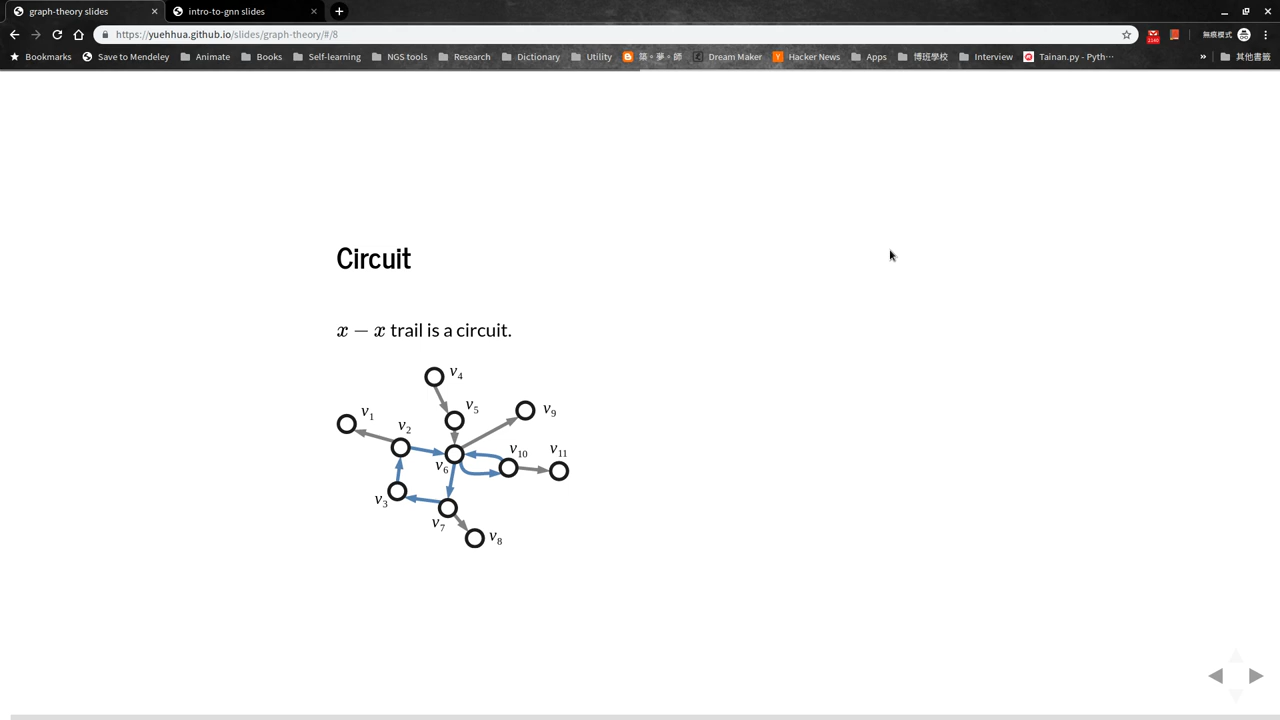 graph-theory slides
intro-to-gnn slides
https://yuehhua.github.io/slides/graph-theory/#/8
無痕模式
Bookmarks Save to Mendeley Animate Books Self-learning NGS tools Research Dictionary Utility 築。夢。師 Dream Maker Hacker News Apps 博班學校 Interview Tainan.py - Pyth… » 其他書籤
Circuit
x − x trail is a circuit.
v4
v1 v5 v9
v2
v10 v11
v6
v3
v7
v8